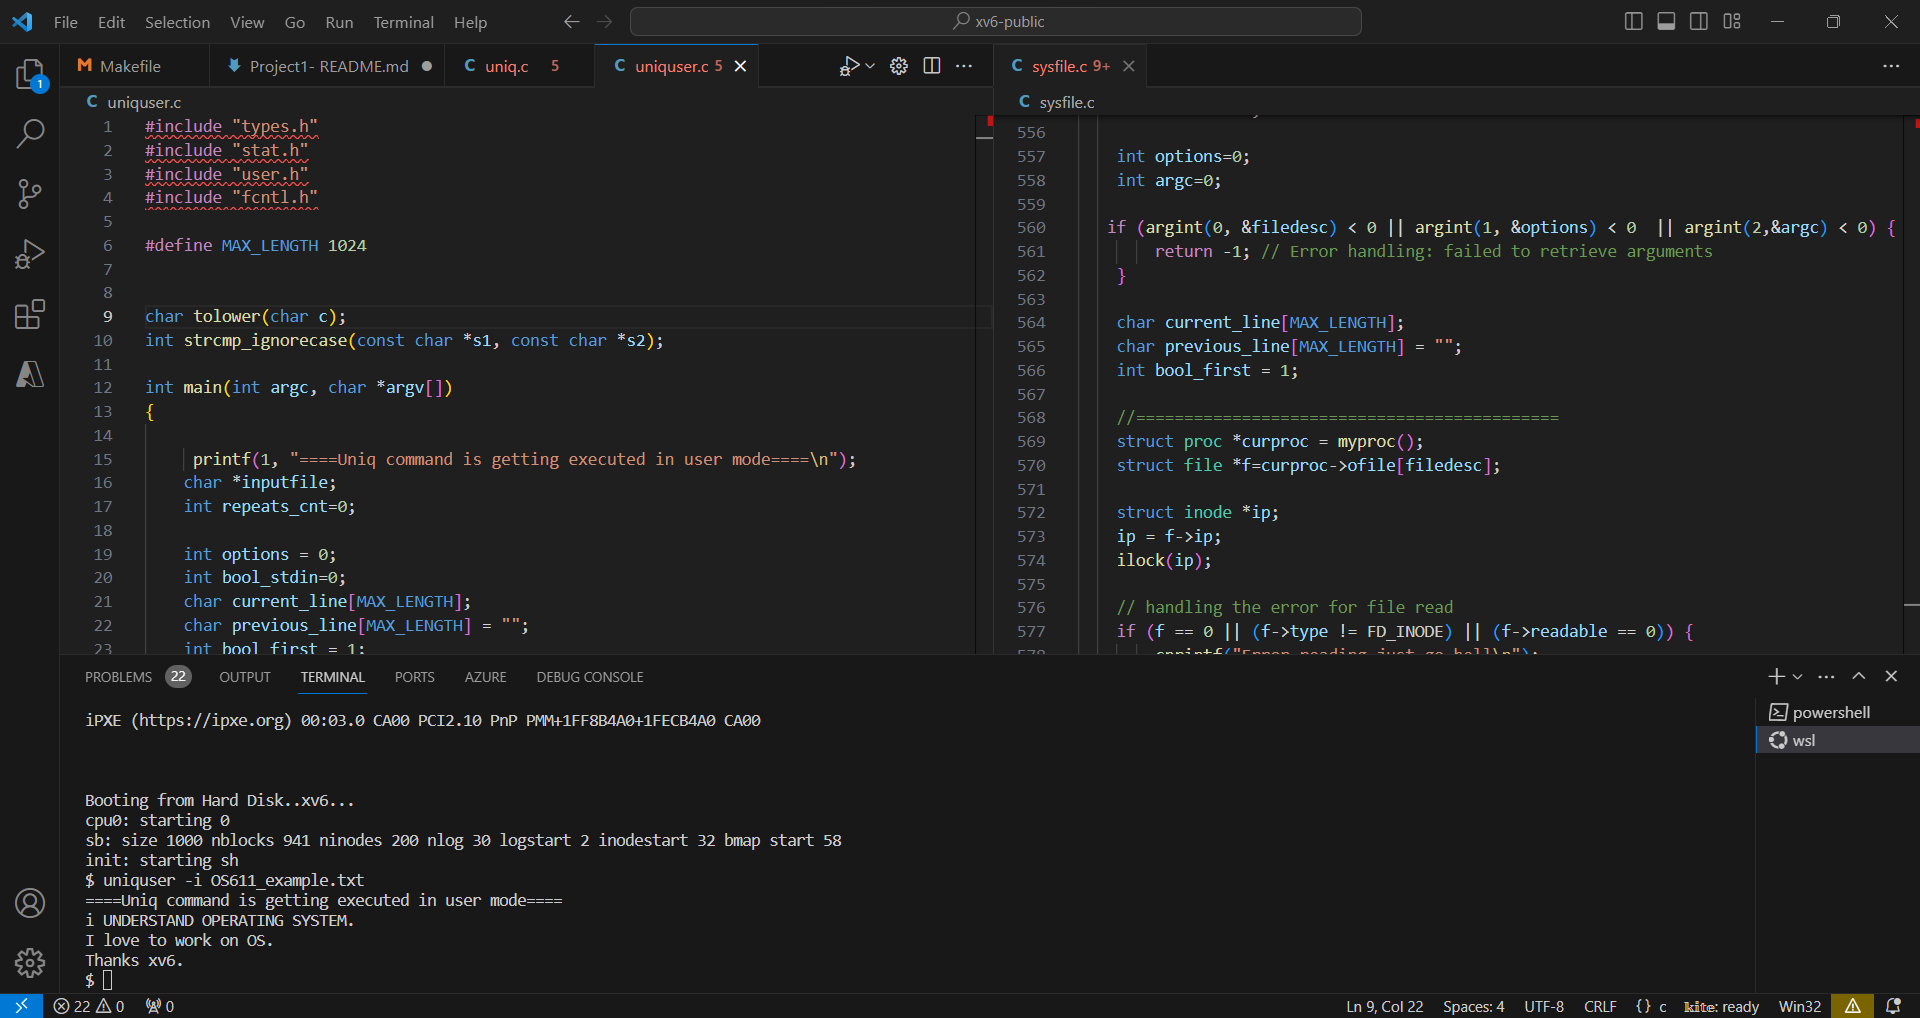 File Edit Selection View Go Run Terminal Help
xv6-public
Makefile
Project1- README.md
C uniq.c 5
C uniquser.c 5
C sysfile.c 9+
C uniquser.c
1 #include "types.h"
2 #include "stat.h"
3 #include "user.h"
4 #include "fcntl.h"
5
6 #define MAX_LENGTH 1024
7
8
9 char tolower(char c);
10 int strcmp_ignorecase(const char *s1, const char *s2);
11
12 int main(int argc, char *argv[])
13 {
14
15 printf(1, "====Uniq command is getting executed in user mode====\n");
16 char *inputfile;
17 int repeats_cnt=0;
18
19 int options = 0;
20 int bool_stdin=0;
21 char current_line[MAX_LENGTH];
22 char previous_line[MAX_LENGTH] = "";
23 int bool_first = 1;
C sysfile.c
556
557 int options=0;
558 int argc=0;
559
560 if (argint(0, &filedesc) < 0 || argint(1, &options) < 0 || argint(2,&argc) < 0) {
561 return -1; // Error handling: failed to retrieve arguments
562 }
563
564 char current_line[MAX_LENGTH];
565 char previous_line[MAX_LENGTH] = "";
566 int bool_first = 1;
567
568 //============================================
569 struct proc *curproc = myproc();
570 struct file *f=curproc->ofile[filedesc];
571
572 struct inode *ip;
573 ip = f->ip;
574 ilock(ip);
575
576 // handling the error for file read
577 if (f == 0 || (f->type != FD_INODE) || (f->readable == 0)) {
PROBLEMS 22 OUTPUT TERMINAL PORTS AZURE DEBUG CONSOLE
iPXE (https://ipxe.org) 00:03.0 CA00 PCI2.10 PnP PMM+1FF8B4A0+1FECB4A0 CA00
Booting from Hard Disk..xv6...
cpu0: starting 0
sb: size 1000 nblocks 941 ninodes 200 nlog 30 logstart 2 inodestart 32 bmap start 58
init: starting sh
$ uniquser -i OS611_example.txt
====Uniq command is getting executed in user mode====
i UNDERSTAND OPERATING SYSTEM.
I love to work on OS.
Thanks xv6.
$
powershell
wsl
22 0 0
Ln 9, Col 22 Spaces: 4 UTF-8 CRLF {} c kite: ready Win32